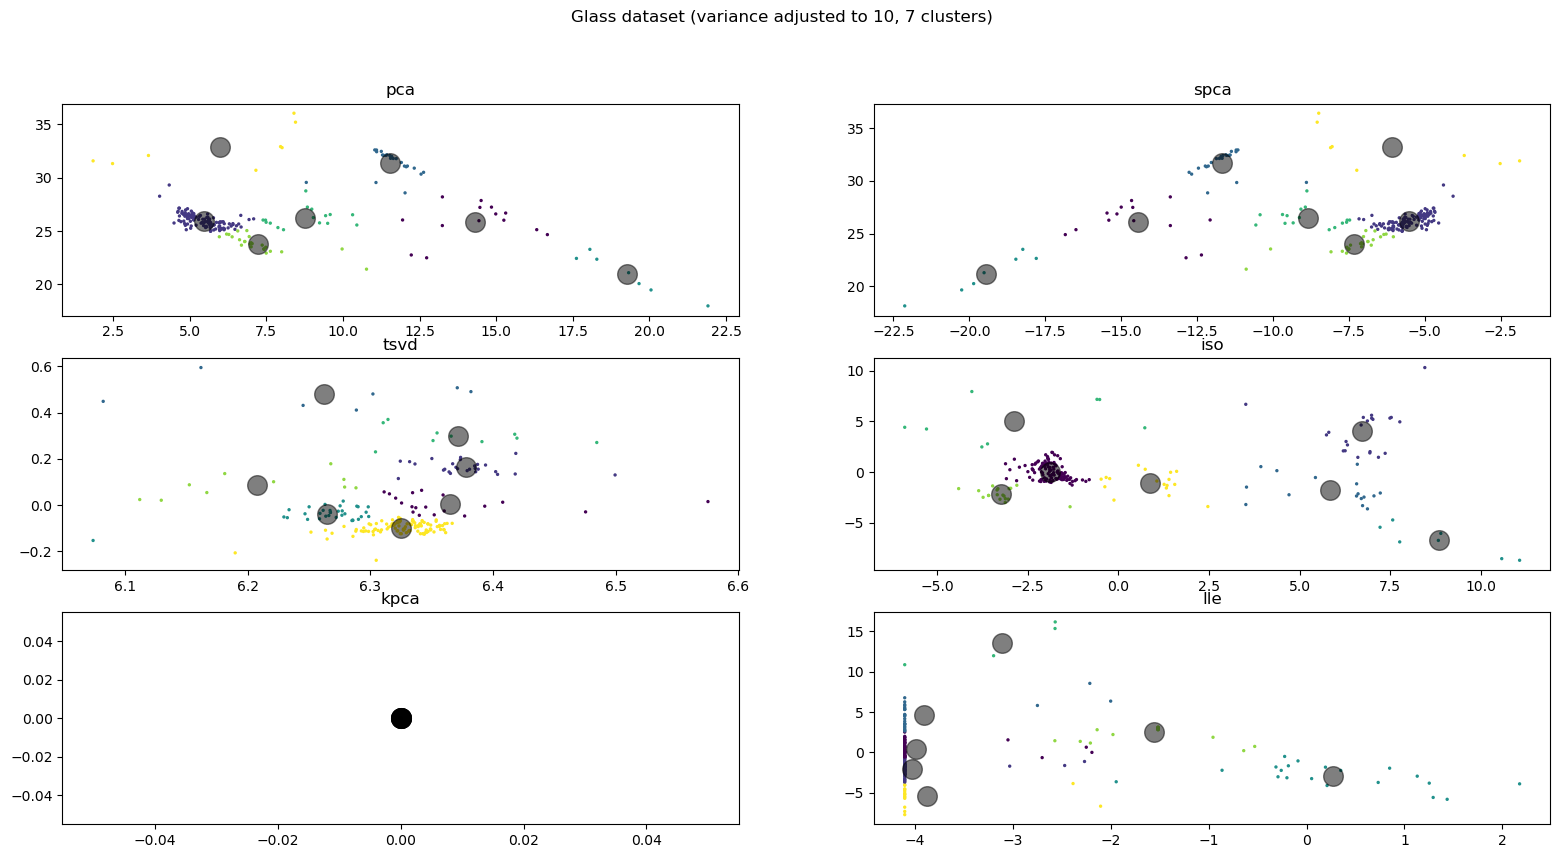 Glass dataset (variance adjusted to 10, 7 clusters)
pca
35
30
25
20
2.5 5.0 7.5 10.0 12.5 15.0 17.5 20.0 22.5
spca
35
30
25
20
−22.5 −20.0 −17.5 −15.0 −12.5 −10.0 −7.5 −5.0 −2.5
tsvd
0.6
0.4
0.2
0.0
−0.2
6.1 6.2 6.3 6.4 6.5 6.6
iso
10
5
0
−5
−5.0 −2.5 0.0 2.5 5.0 7.5 10.0
kpca
0.04
0.02
0.00
−0.02
−0.04
−0.04 −0.02 0.00 0.02 0.04
lle
15
10
5
0
−5
−4 −3 −2 −1 0 1 2